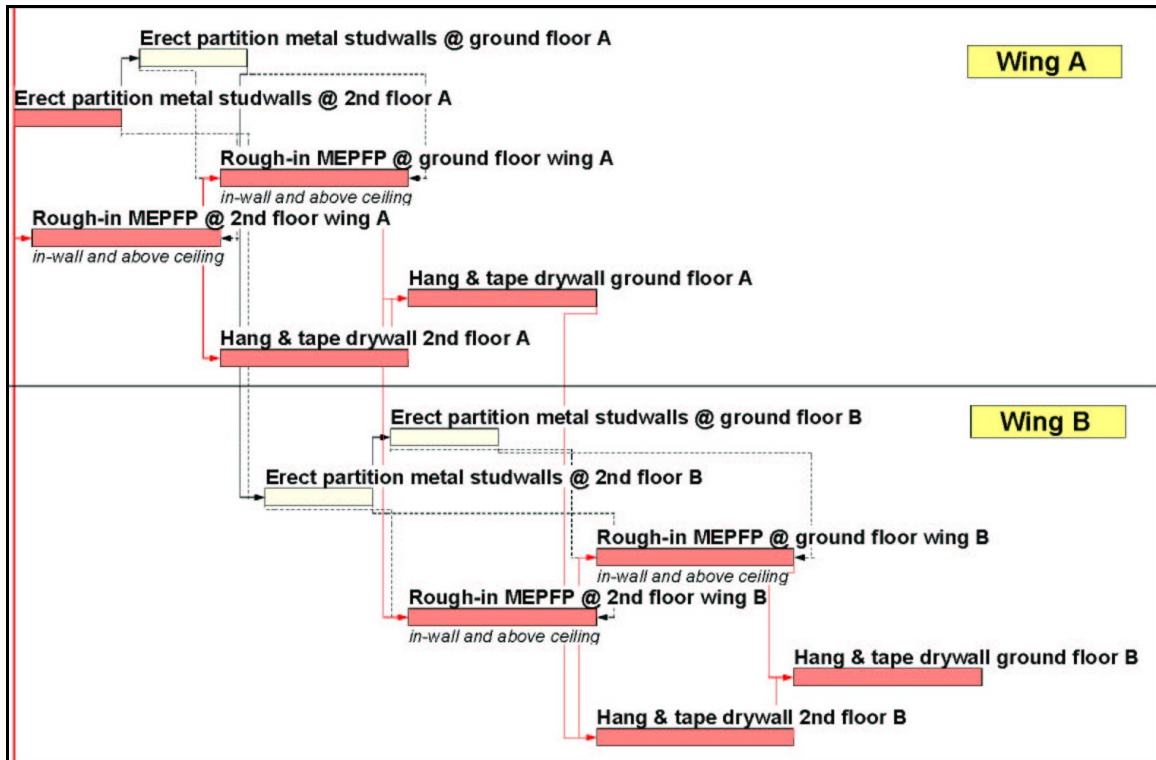 Erect partition metal studwalls @ ground floor A
Wing A
Erect partition metal studwalls @ 2nd floor A
Rough-in MEPFP @ ground floor wing A
in-wall and above ceiling
Rough-in MEPFP @ 2nd floor wing A
in-wall and above ceiling
Hang & tape drywall ground floor A
Hang & tape drywall 2nd floor A
Erect partition metal studwalls @ ground floor B
Wing B
Erect partition metal studwalls @ 2nd floor B
Rough-in MEPFP @ ground floor wing B
in-wall and above ceiling
Rough-in MEPFP @ 2nd floor wing B
in-wall and above ceiling
Hang & tape drywall ground floor B
Hang & tape drywall 2nd floor B